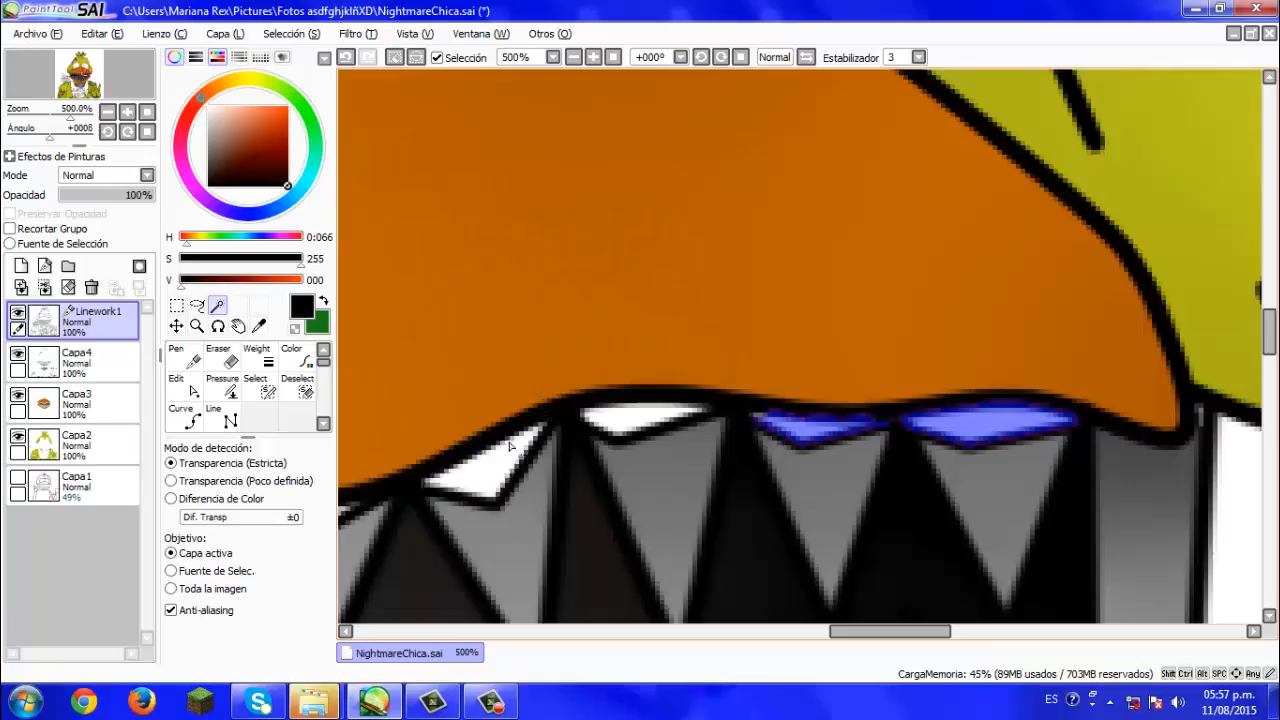 PaintTool SAI C:\Users\Mariana Rex\Pictures\Fotos asdfghjklñXD\NightmareChica.sai (*)
Archivo (F) Editar (E) Lienzo (C) Capa (L) Selección (S) Filtro (T) Vista (V) Ventana (W) Otros (O)
Selección 500% +000° Normal Estabilizador 3
Zoom 500.0%
Ángulo +000ß
Efectos de Pinturas
Mode Normal
Opacidad 100%
Preservar Opacidad
Recortar Grupo
Fuente de Selección
Linework1
Normal
100%
Capa4
Normal
100%
Capa3
Normal
100%
Capa2
Normal
100%
Capa1
Normal
49%
H 0:066
S 255
V 000
Pen Eraser Weight Color
Edit Pressure Select Deselect
Curve Line
Modo de detección:
Transparencia (Estricta)
Transparencia (Poco definida)
Diferencia de Color
Dif. Transp ±0
Objetivo:
Capa activa
Fuente de Selec.
Toda la imagen
Anti-aliasing
NightmareChica.sai 500%
CargaMemoria: 45% (89MB usados / 703MB reservados) Shift Ctrl Alt SPC Any
ES 05:57 p.m.
11/08/2015